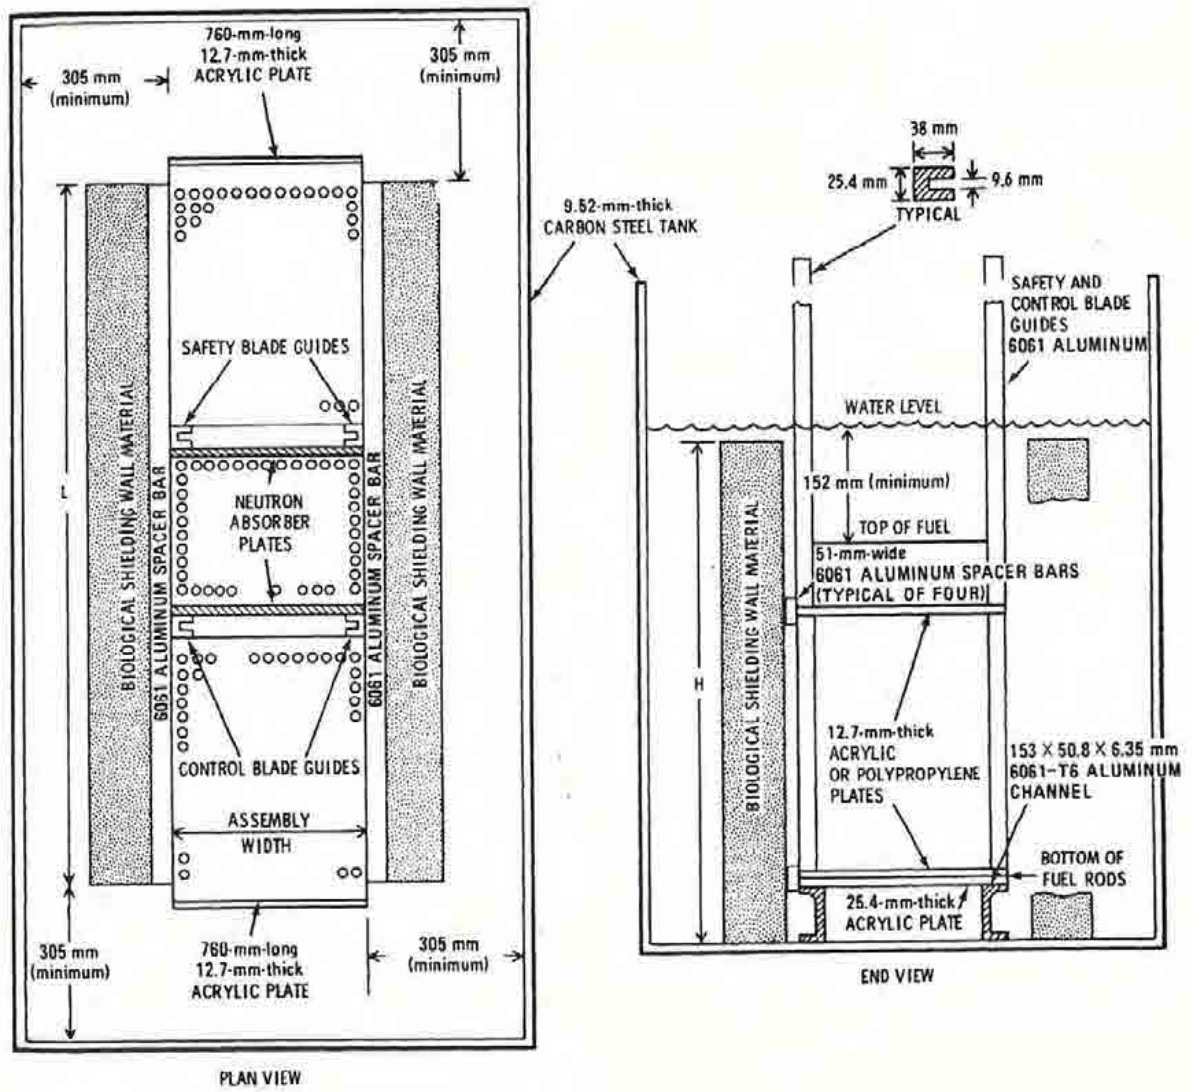 760-mm-long
12.7-mm-thick
ACRYLIC PLATE
305 mm
(minimum)
305 mm
(minimum)
SAFETY BLADE GUIDES
BIOLOGICAL SHIELDING WALL MATERIAL
6061 ALUMINUM SPACER BAR
L
NEUTRON
ABSORBER
PLATES
6061 ALUMINUM SPACER BAR
BIOLOGICAL SHIELDING WALL MATERIAL
CONTROL BLADE GUIDES
ASSEMBLY
WIDTH
305 mm
(minimum)
760-mm-long
12.7-mm-thick
ACRYLIC PLATE
305 mm
(minimum)
PLAN VIEW
38 mm
25.4 mm
9.6 mm
TYPICAL
9.52-mm-thick
CARBON STEEL TANK
SAFETY AND
CONTROL BLADE
GUIDES
6061 ALUMINUM
WATER LEVEL
152 mm (minimum)
TOP OF FUEL
51-mm-wide
6061 ALUMINUM SPACER BARS
(TYPICAL OF FOUR)
H
BIOLOGICAL SHIELDING WALL MATERIAL
12.7-mm-thick
ACRYLIC
OR POLYPROPYLENE
PLATES
153 X 50.8 X 6.35 mm
6061-T6 ALUMINUM
CHANNEL
BOTTOM OF
FUEL RODS
25.4-mm-thick
ACRYLIC PLATE
END VIEW